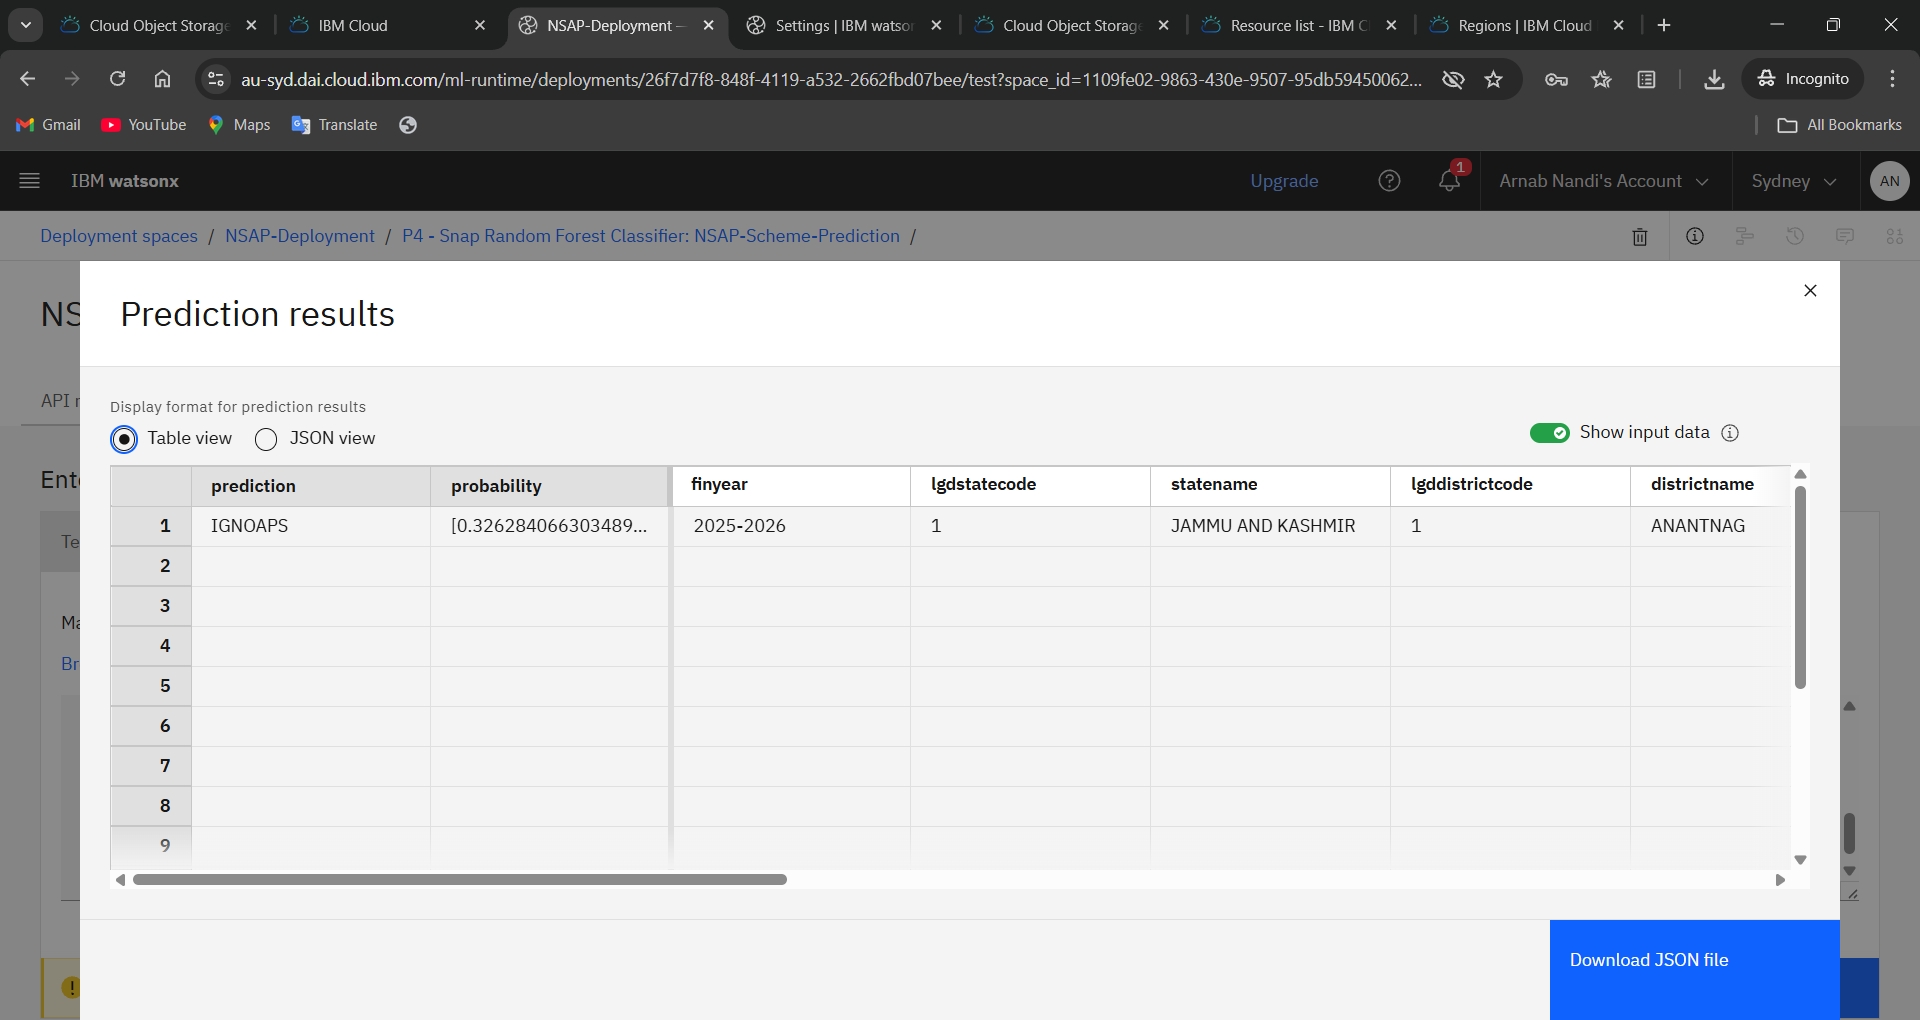 Cloud Object Storage
IBM Cloud
NSAP-Deployment —
Settings | IBM watsor
Cloud Object Storage
Resource list - IBM C
Regions | IBM Cloud
au-syd.dai.cloud.ibm.com/ml-runtime/deployments/26f7d7f8-848f-4119-a532-2662fbd07bee/test?space_id=1109fe02-9863-430e-9507-95db59450062...
Incognito
Gmail
YouTube
Maps
Translate
All Bookmarks
IBM watsonx
Upgrade
1
Arnab Nandi's Account
Sydney
AN
Deployment spaces / NSAP-Deployment / P4 - Snap Random Forest Classifier: NSAP-Scheme-Prediction /
NS
Prediction results
API r
Display format for prediction results
Table view
JSON view
Show input data
Ente
prediction probability finyear lgdstatecode statename lgddistrictcode districtname
1 IGNOAPS [0.326284066303489... 2025-2026 1 JAMMU AND KASHMIR 1 ANANTNAG
Te
2
3
Ma
4
Br
5
6
7
8
9
Download JSON file